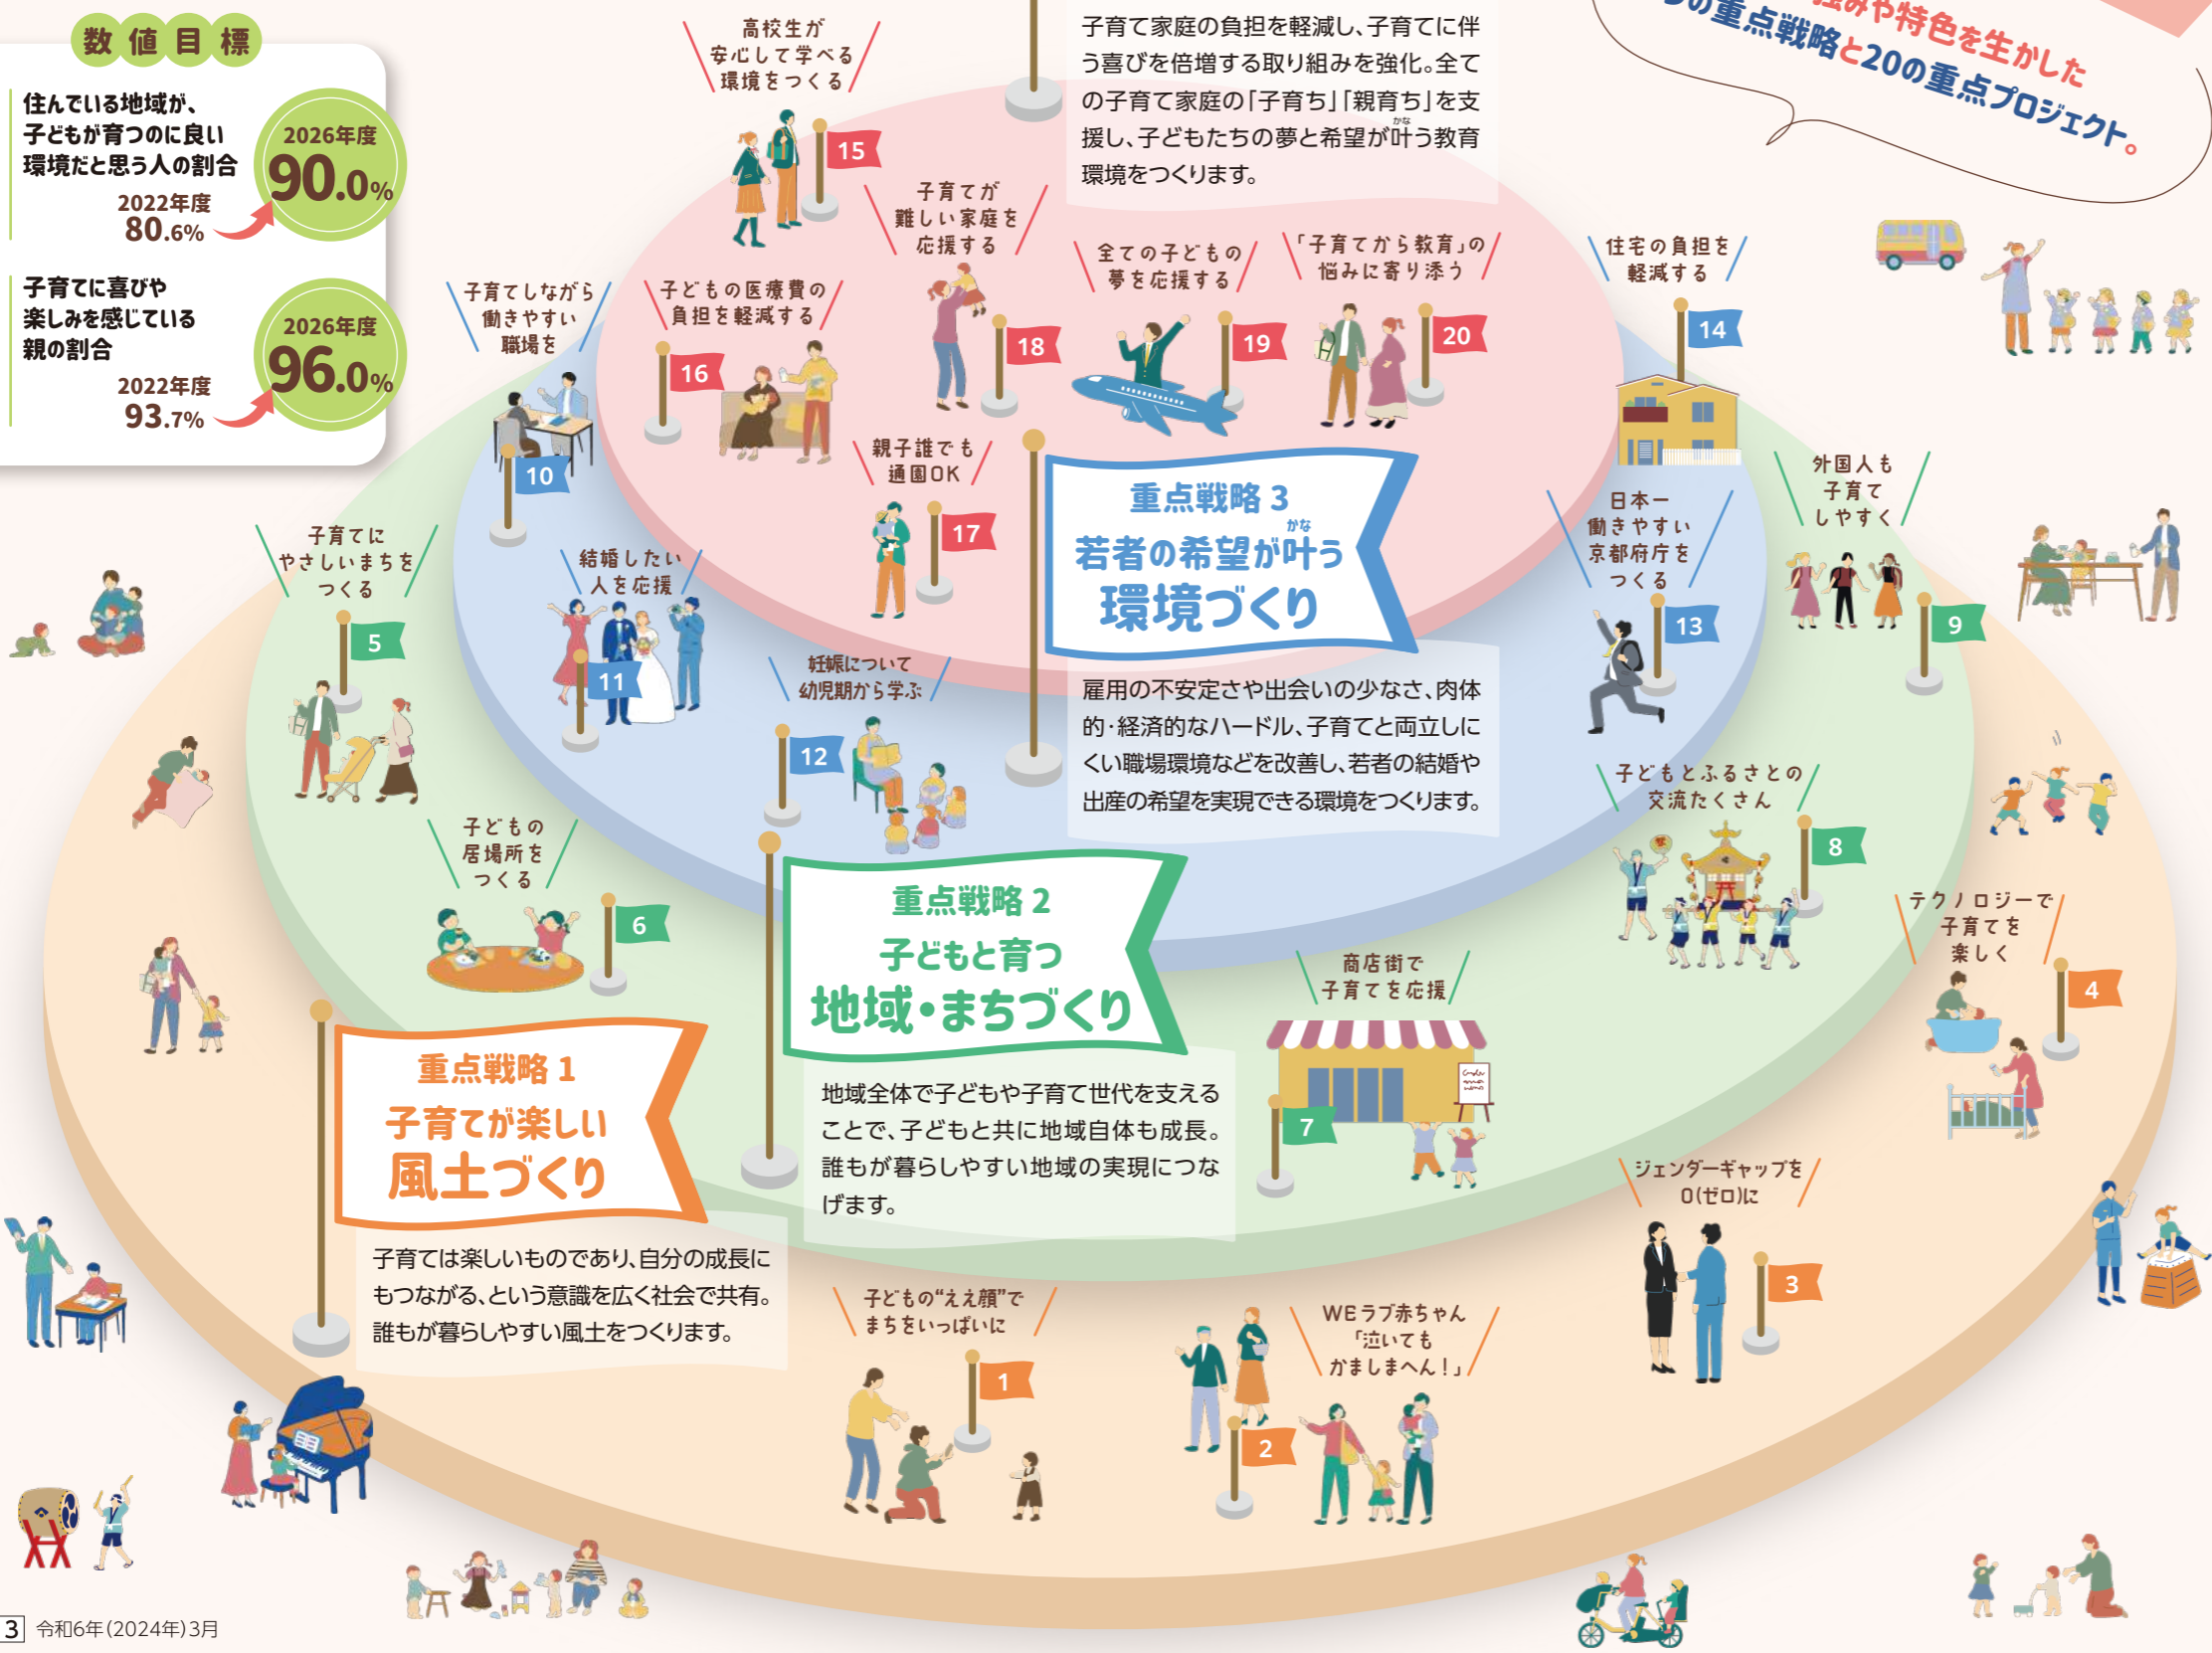 数値目標
住んでいる地域が、
子どもが育つのに良い
環境だと思う人の割合
2022年度
80.6%
2026年度
90.0%
子育てに喜びや
楽しみを感じている
親の割合
2022年度
93.7%
2026年度
96.0%
子育て家庭の負担を軽減し、子育てに伴
う喜びを倍増する取り組みを強化。全て
の子育て家庭の「子育ち」「親育ち」を支
援し、子どもたちの夢と希望が叶う教育
かな
環境をつくります。
強みや特色を生かした
の重点戦略と20の重点プロジェクト。
高校生が
安心して学べる
環境をつくる
15
子どもの医療費の
負担を軽減する
16
親子誰でも
通園OK
17
子育てが
難しい家庭を
応援する
18
全ての子どもの
夢を応援する
19
「子育てから教育」の
悩みに寄り添う
20
重点戦略 3
かな
若者の希望が叶う
環境づくり
雇用の不安定さや出会いの少なさ、肉体
的・経済的なハードル、子育てと両立しに
くい職場環境などを改善し、若者の結婚や
出産の希望を実現できる環境をつくります。
子育てしながら
働きやすい
職場を
10
結婚したい
人を応援
11
妊娠について
幼児期から学ぶ
12
日本一
働きやすい
京都府庁を
つくる
13
住宅の負担を
軽減する
14
重点戦略 2
子どもと育つ
地域・まちづくり
地域全体で子どもや子育て世代を支える
ことで、子どもと共に地域自体も成長。
誰もが暮らしやすい地域の実現につな
げます。
子育てに
やさしいまちを
つくる
5
子どもの
居場所を
つくる
6
商店街で
子育てを応援
7
子どもとふるさとの
交流たくさん
8
外国人も
子育て
しやすく
9
重点戦略 1
子育てが楽しい
風土づくり
子育ては楽しいものであり、自分の成長に
もつながる、という意識を広く社会で共有。
誰もが暮らしやすい風土をつくります。
子どもの“ええ顔”で
まちをいっぱいに
1
WEラブ赤ちゃん
「泣いても
かましまへん！」
2
ジェンダーギャップを
0(ゼロ)に
3
テクノロジーで
子育てを
楽しく
4
3 令和6年(2024年)3月